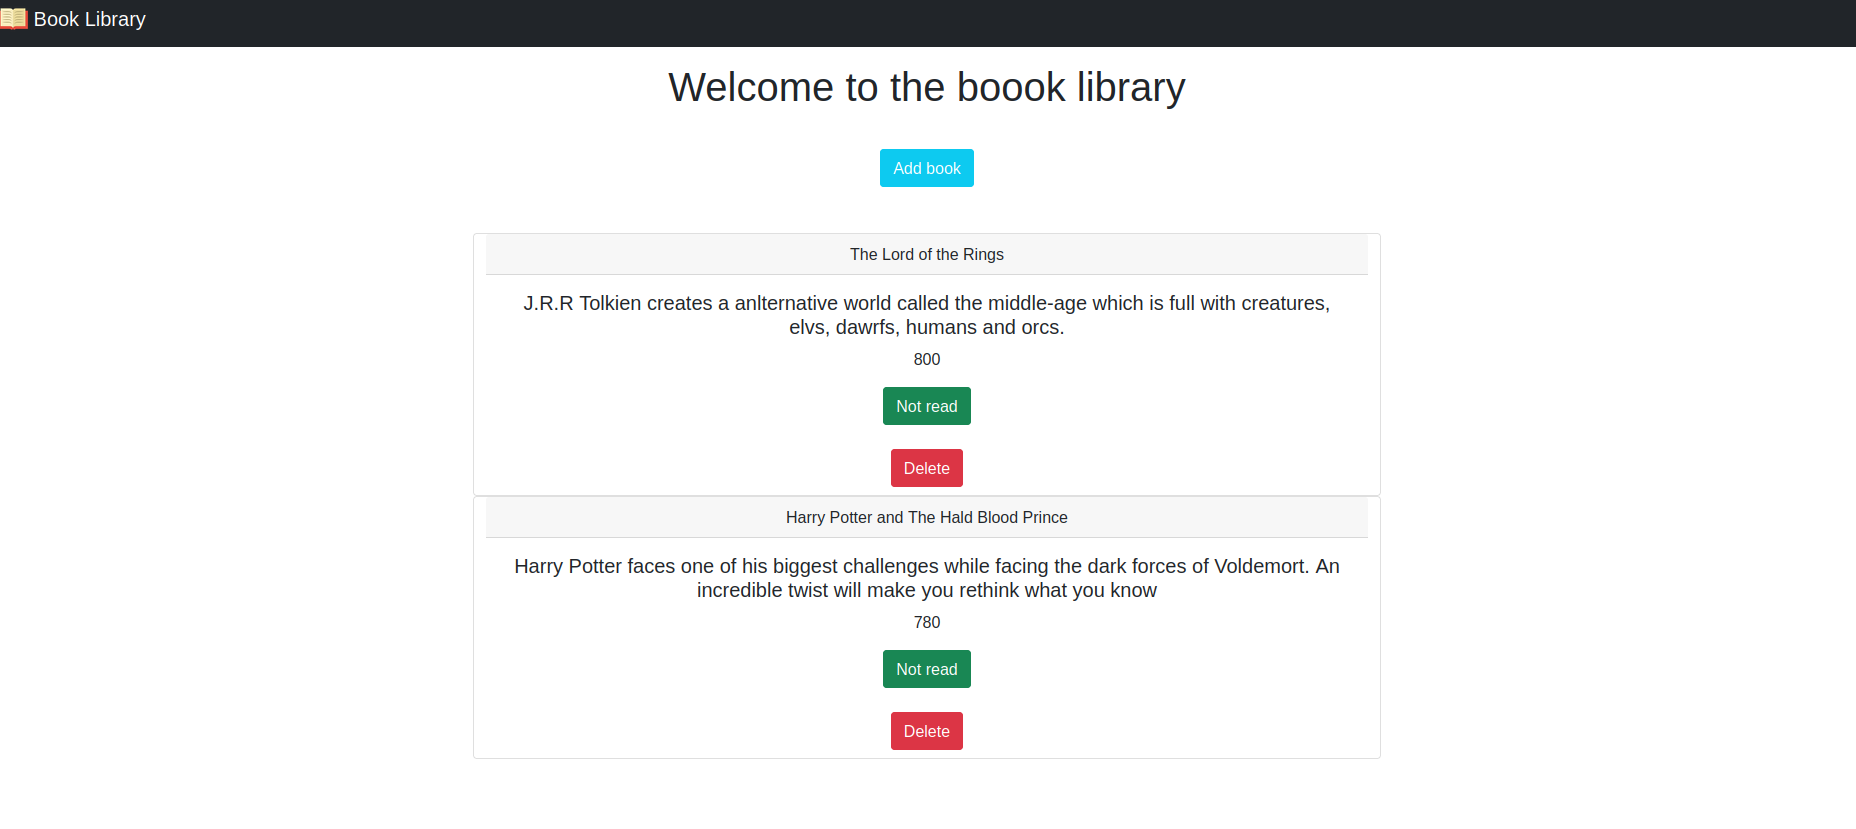 Book Library
Welcome to the boook library
Add book
The Lord of the Rings
J.R.R Tolkien creates a anlternative world called the middle-age which is full with creatures,
elvs, dawrfs, humans and orcs.
800
Not read
Delete
Harry Potter and The Hald Blood Prince
Harry Potter faces one of his biggest challenges while facing the dark forces of Voldemort. An
incredible twist will make you rethink what you know
780
Not read
Delete